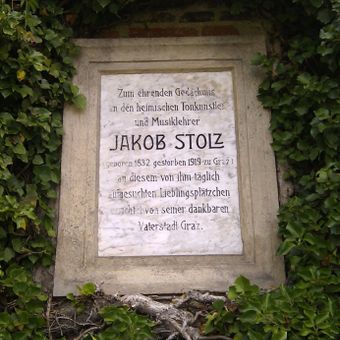 Zum ehrenden Gedächtnis
an den heimischen Tonkünstler
und Musiklehrer
JAKOB STOLZ
geboren 1832 gestorben 1919 zu Graz
an diesem von ihm täglich
aufgesuchten Lieblingsplätzchen
von seiner dankbaren
Vaterstadt Graz.